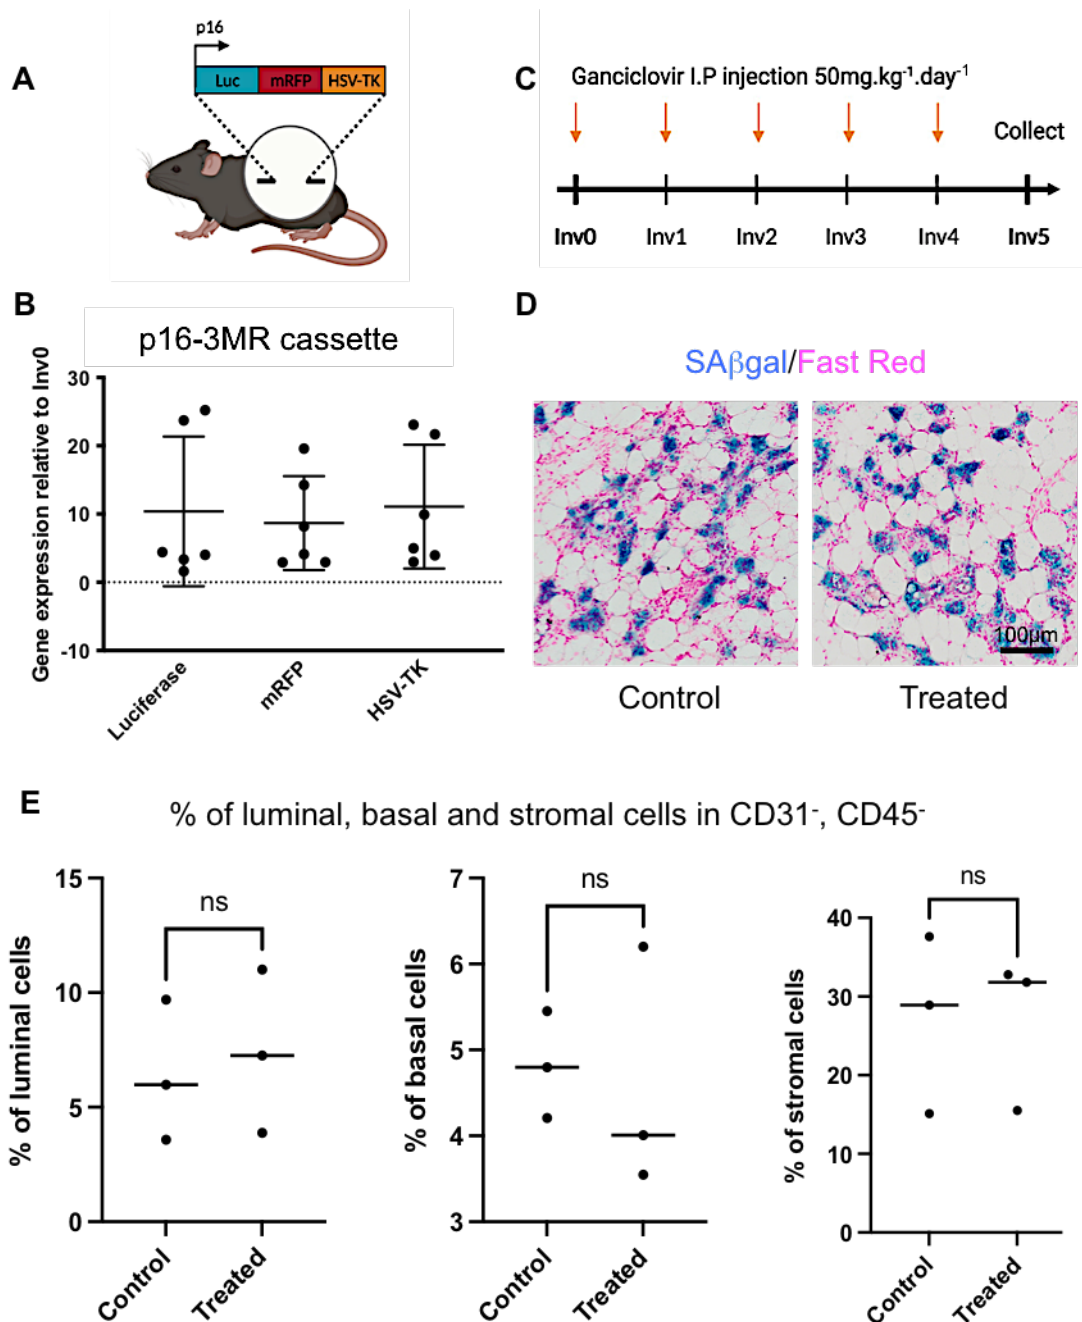 A
p16
Luc mRFP HSV-TK
C
Ganciclovir I.P injection 50mg.kg⁻¹.day⁻¹
Collect
Inv0 Inv1 Inv2 Inv3 Inv4 Inv5
B
p16-3MR cassette
Gene expression relative to Inv0
30
20
10
0
-10
Luciferase mRFP HSV-TK
D
SAβgal/Fast Red
100µm
Control Treated
E
% of luminal, basal and stromal cells in CD31⁻, CD45⁻
% of luminal cells
15
10
5
0
ns
Control Treated
% of basal cells
7
6
5
4
3
ns
Control Treated
% of stromal cells
40
30
20
10
0
ns
Control Treated